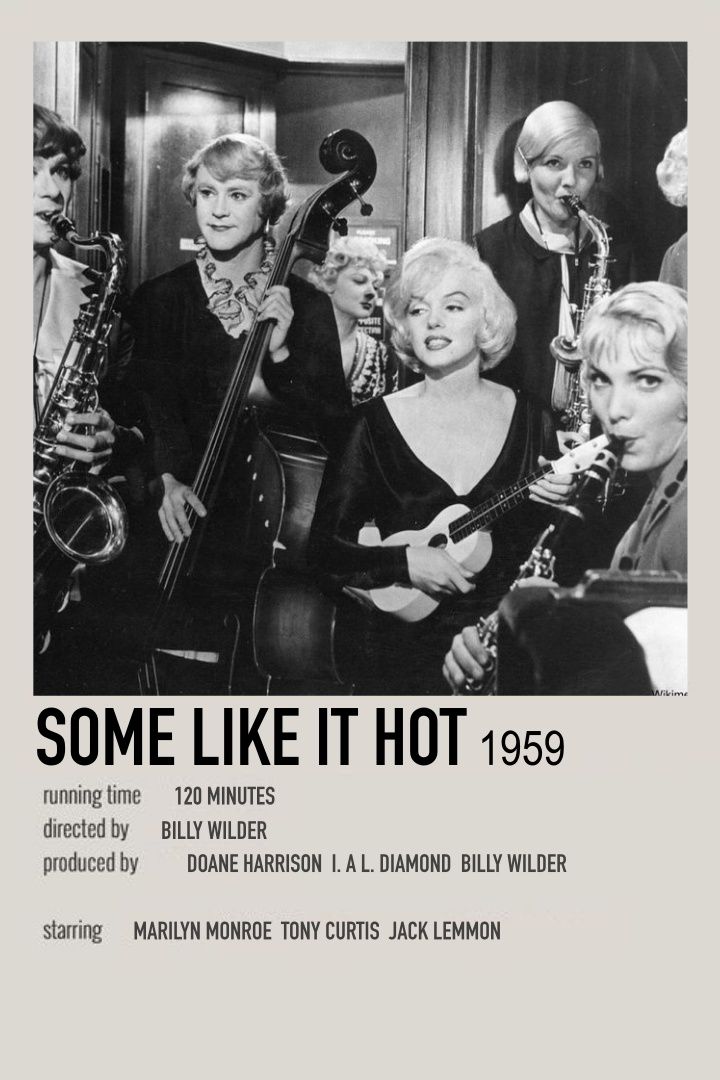 SOME LIKE IT HOT 1959
running time 120 MINUTES
directed by BILLY WILDER
produced by DOANE HARRISON I. A L. DIAMOND BILLY WILDER
starring MARILYN MONROE TONY CURTIS JACK LEMMON